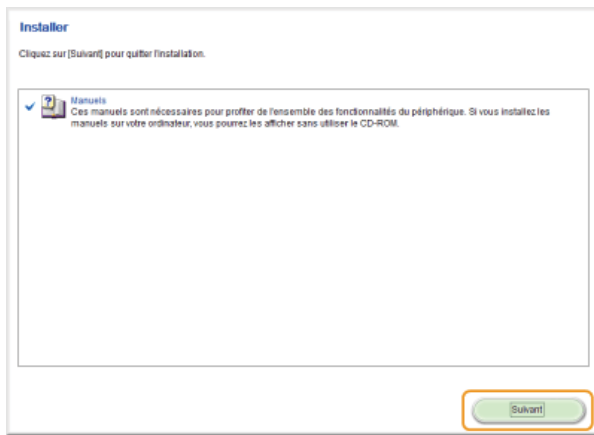 Installer
Cliquez sur [Suivant] pour quitter l'installation.
Manuels
Ces manuels sont nécessaires pour profiter de l'ensemble des fonctionnalités du périphérique. Si vous installez les
manuels sur votre ordinateur, vous pourrez les afficher sans utiliser le CD-ROM.
Suivant